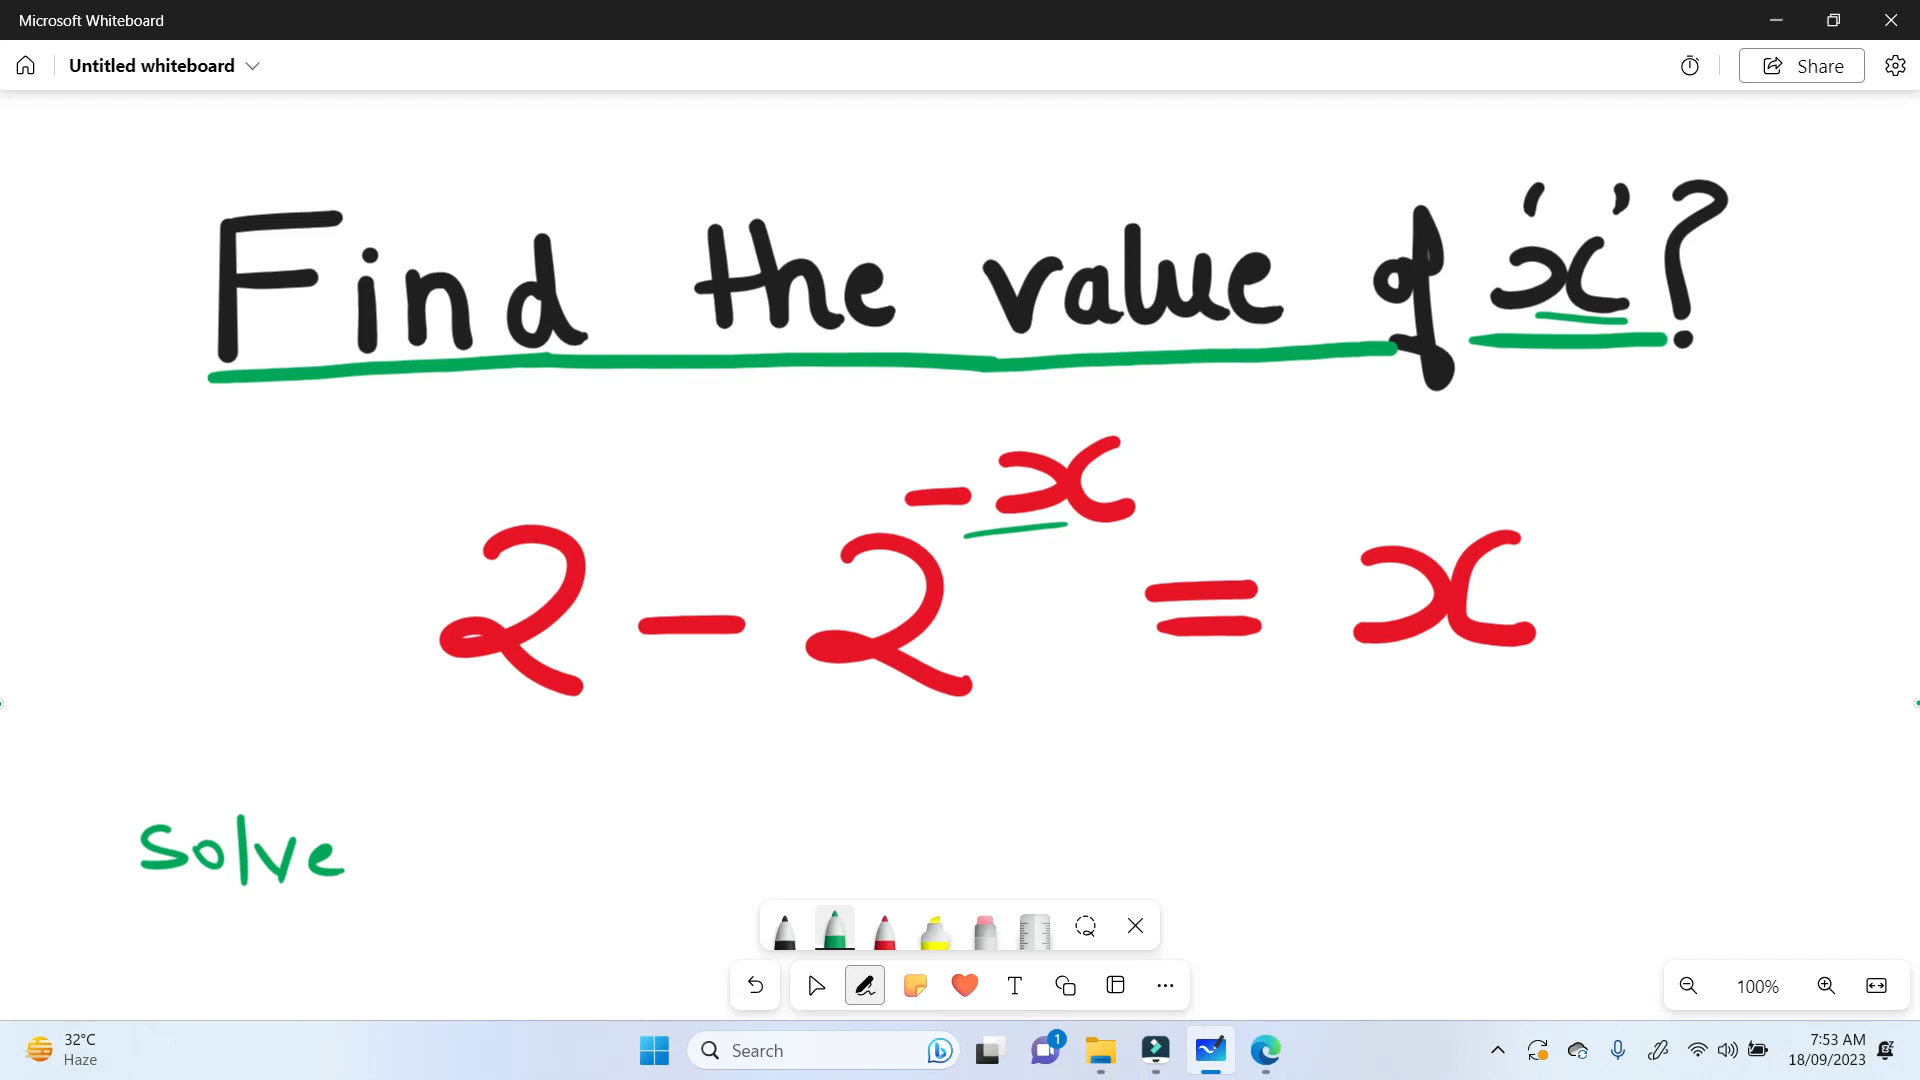 Microsoft Whiteboard
Untitled whiteboard
Share
Find the value of 'x'?
2 - 2^{-x} = x
Solve
100%
32°C
Haze
Search
1
7:53 AM
18/09/2023